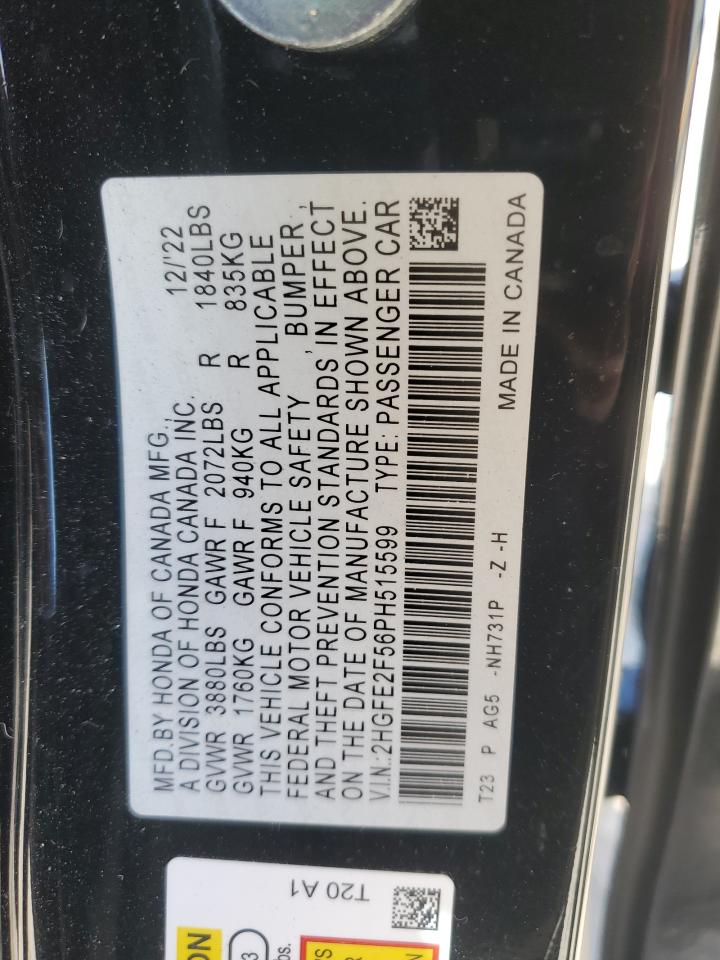 MFD.BY HONDA OF CANADA MFG., 12/'22
A DIVISION OF HONDA CANADA INC.
GVWR 3880LBS GAWR F 2072LBS R 1840LBS
GVWR 1760KG GAWR F 940KG R 835KG
THIS VEHICLE CONFORMS TO ALL APPLICABLE
FEDERAL MOTOR VEHICLE SAFETY , BUMPER ,
AND THEFT PREVENTION STANDARDS IN EFFECT
ON THE DATE OF MANUFACTURE SHOWN ABOVE.
V.I.N.:2HGFE2F56PH515599 TYPE: PASSENGER CAR
T23 P AG5 -NH731P -Z -H
MADE IN CANADA
T20 A1